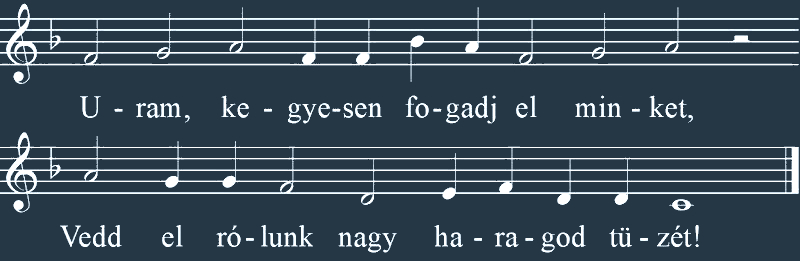 U - ram, ke - gye-sen fo-gadj el min - ket,
Vedd el ró-lunk nagy ha - ra - god tü - zét!